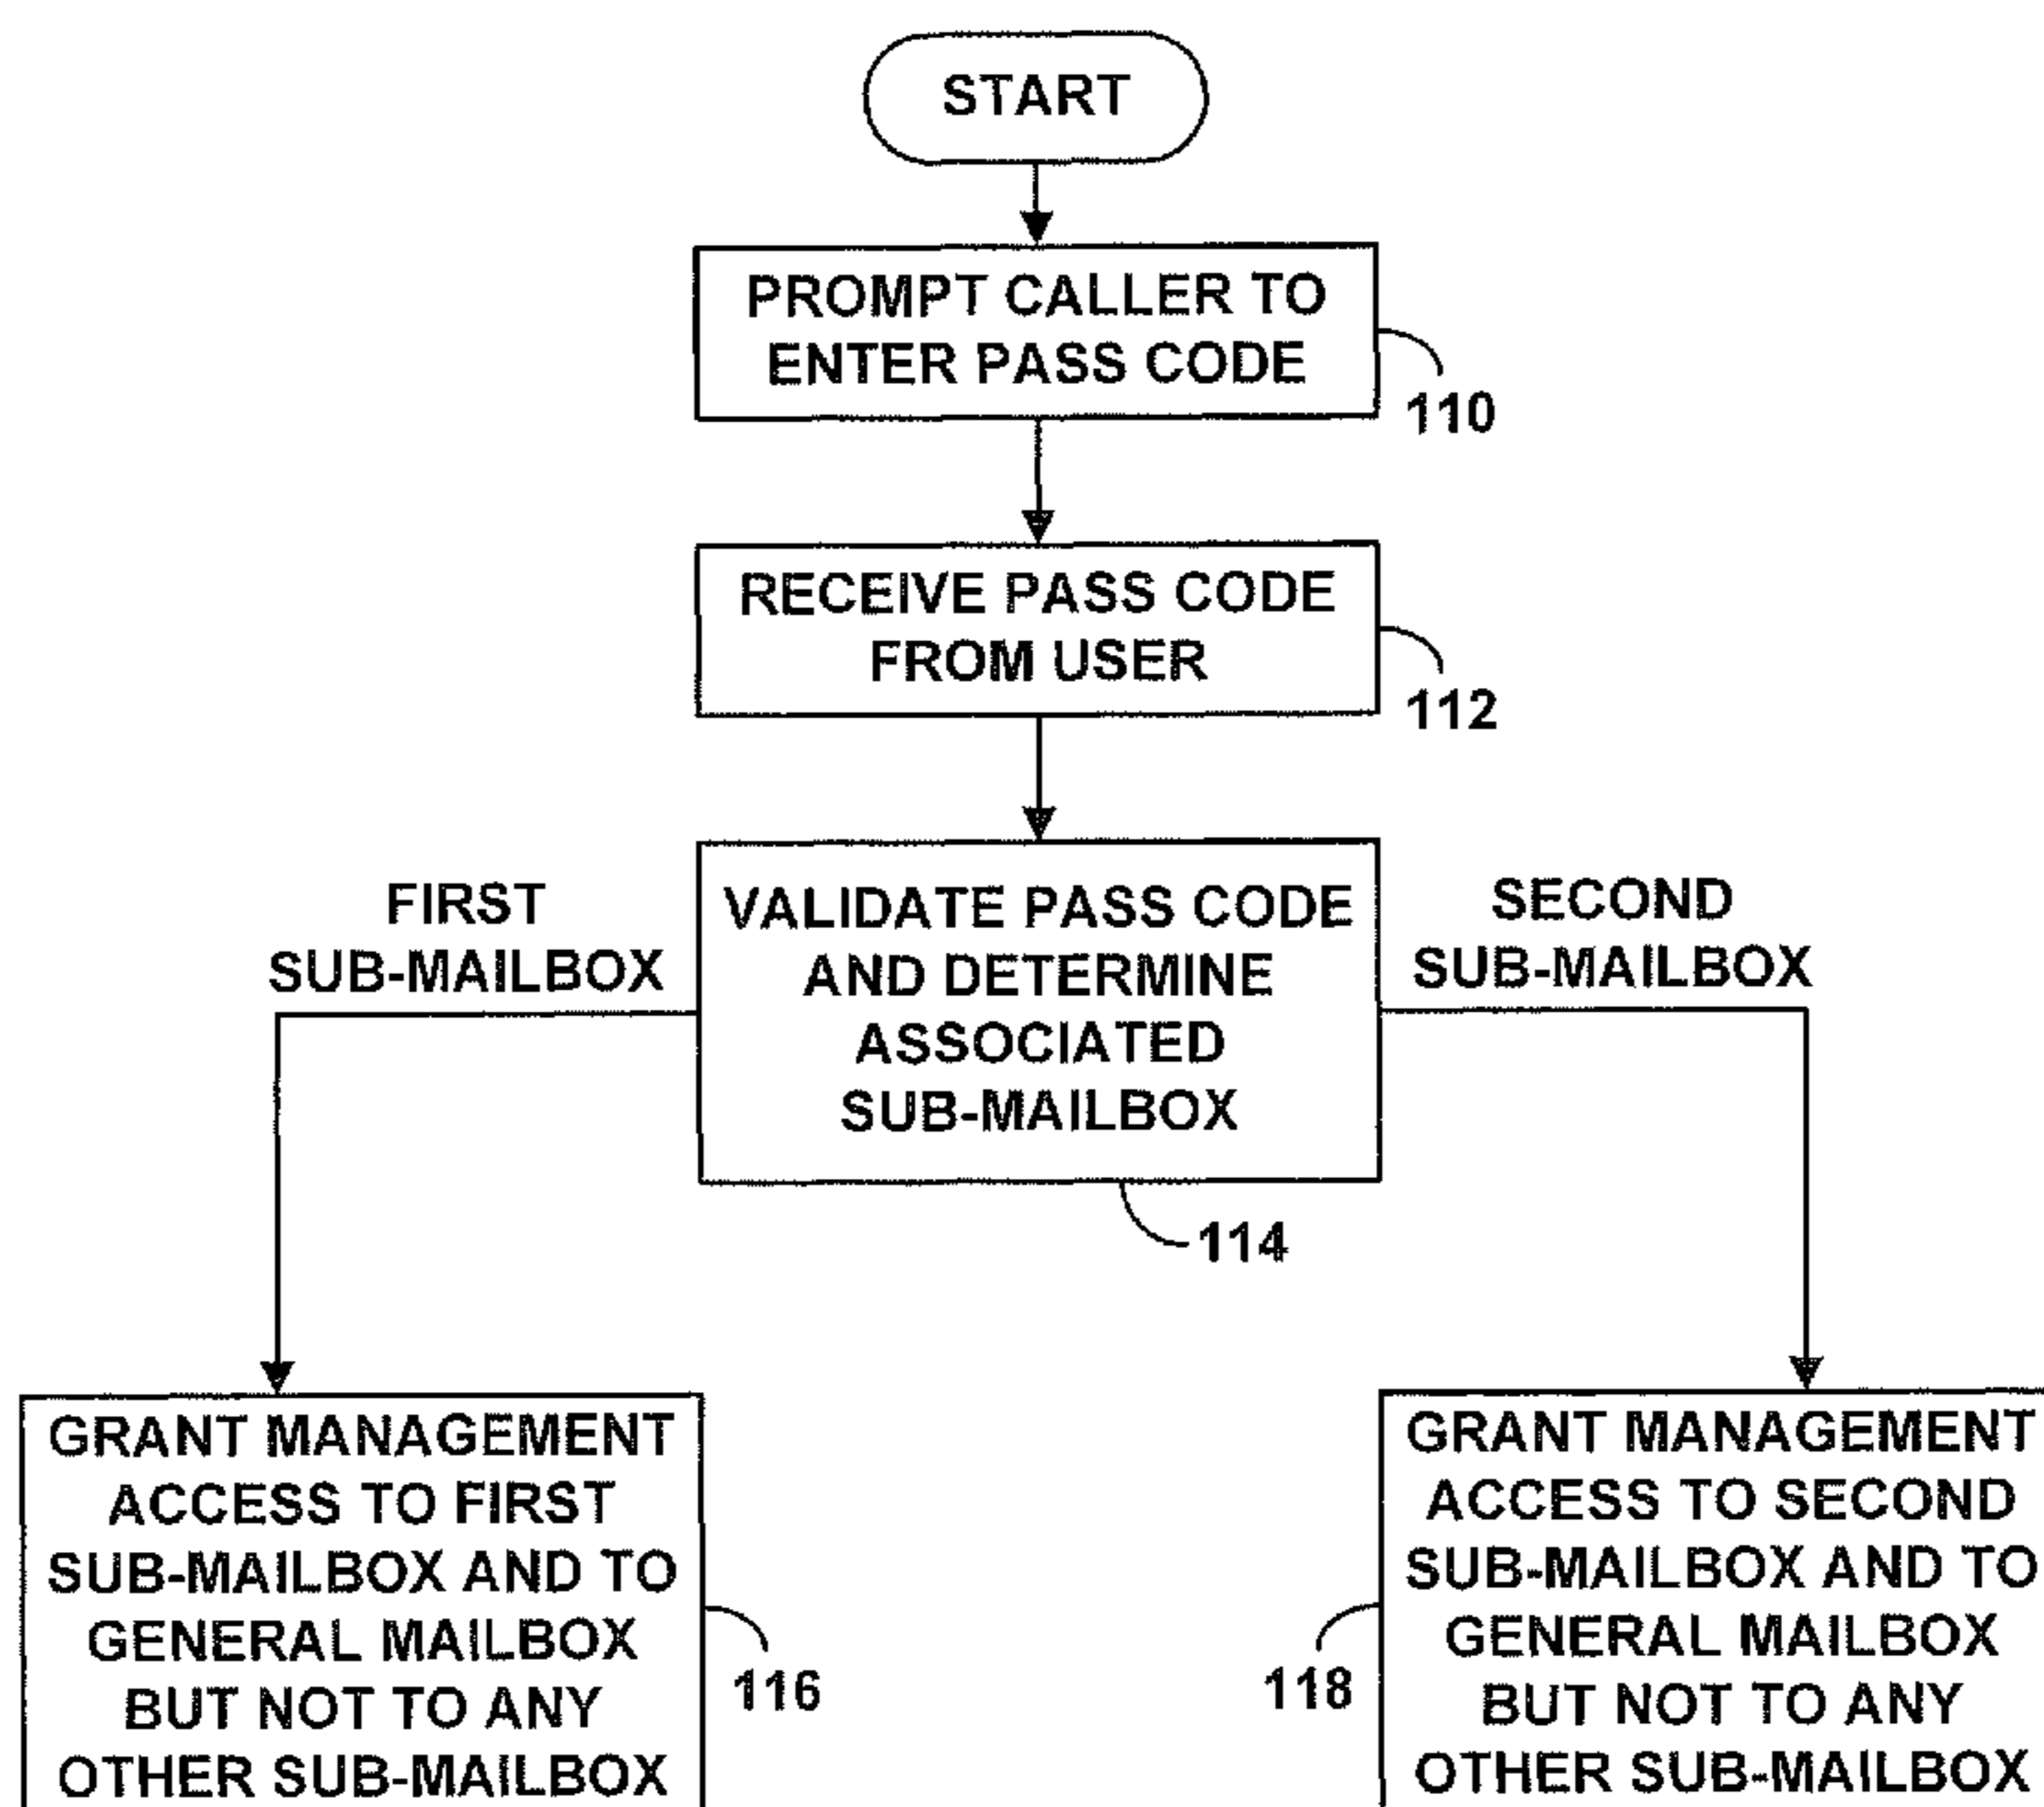 START
PROMPT CALLER TO
ENTER PASS CODE
110
RECEIVE PASS CODE
FROM USER
112
FIRST
SUB-MAILBOX
VALIDATE PASS CODE
AND DETERMINE
ASSOCIATED
SUB-MAILBOX
114
SECOND
SUB-MAILBOX
GRANT MANAGEMENT
ACCESS TO FIRST
SUB-MAILBOX AND TO
GENERAL MAILBOX
BUT NOT TO ANY
OTHER SUB-MAILBOX
116
118
GRANT MANAGEMENT
ACCESS TO SECOND
SUB-MAILBOX AND TO
GENERAL MAILBOX
BUT NOT TO ANY
OTHER SUB-MAILBOX